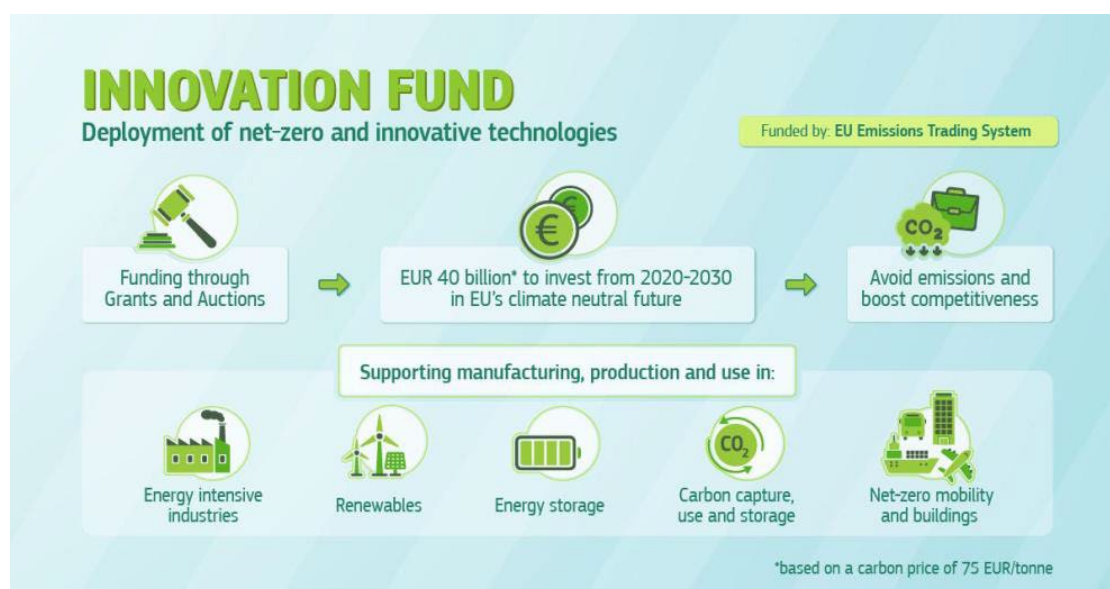 INNOVATION FUND
Deployment of net-zero and innovative technologies
Funded by: EU Emissions Trading System
Funding through
Grants and Auctions
€
€
EUR 40 billion* to invest from 2020-2030
in EU's climate neutral future
CO₂
Avoid emissions and
boost competitiveness
Supporting manufacturing, production and use in:
Energy intensive
industries
Renewables
Energy storage
CO₂
Carbon capture,
use and storage
Net-zero mobility
and buildings
*based on a carbon price of 75 EUR/tonne